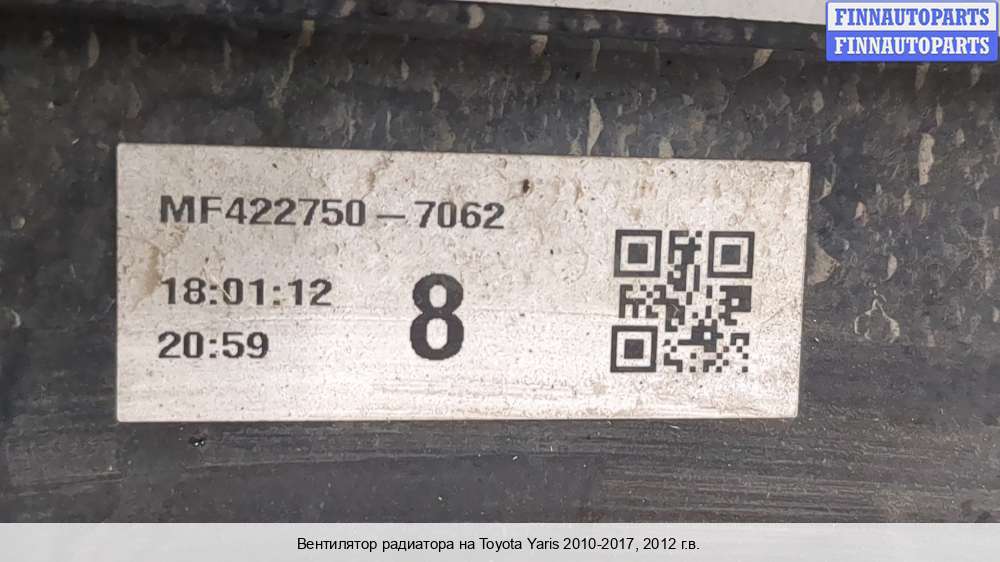 FINNAUTOPARTS
FINNAUTOPARTS
MF422750-7062
18:01:12
20:59
8
Вентилятор радиатора на Toyota Yaris 2010-2017, 2012 г.в.